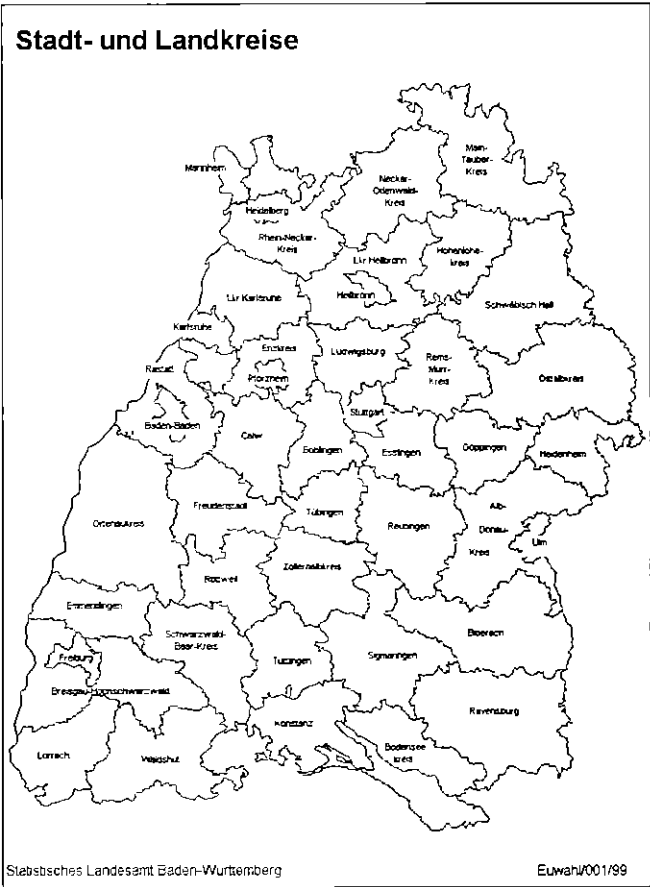 Stadt- und Landkreise
Main-
Tauber-
Kreis
Mannheim
Neckar-
Odenwald-
Kreis
Heidelberg
Rhein-Neckar-
Kreis
Lkr Heilbronn
Hohenlohe-
kreis
Heilbronn
Lkr Karlsruhe
Schwäbisch Hall
Karlsruhe
Enzkreis
Ludwigsburg
Rems-
Murr-
Kreis
Rastatt
Pforzheim
Ostalbkreis
Stuttgart
Baden-Baden
Calw
Böblingen
Esslingen
Göppingen
Heidenheim
Freudenstadt
Tübingen
Reutlingen
Alb-
Donau-
Kreis
Ortenaukreis
Ulm
Rottweil
Zollernalbkreis
Emmendingen
Schwarzwald-
Baar-Kreis
Biberach
Freiburg
Tuttlingen
Sigmaringen
Breisgau-Hochschwarzwald
Ravensburg
Konstanz
Lörrach
Waldshut
Bodensee
kreis
Statistisches Landesamt Baden-Württemberg
Euwahl/001/99